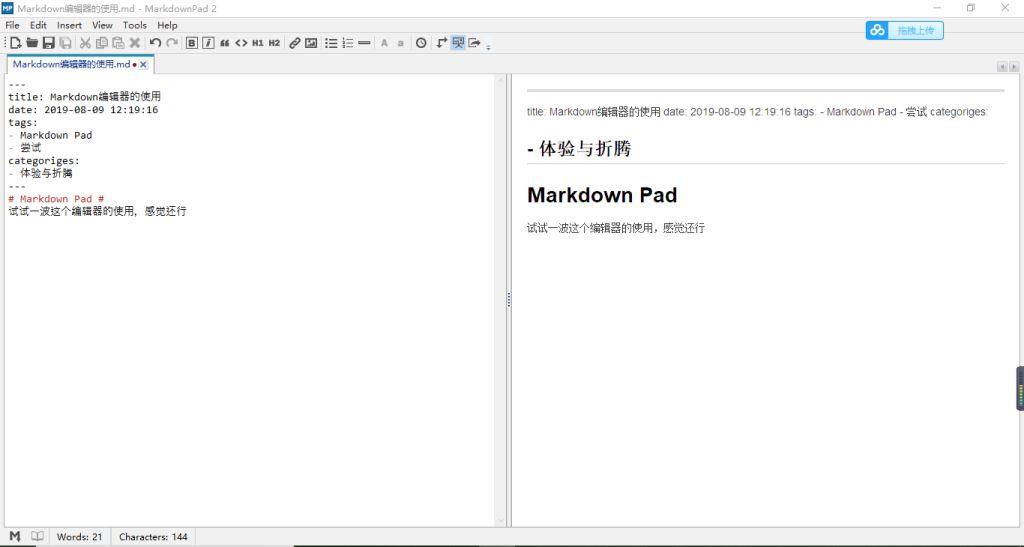 Markdown编辑器的使用.md - MarkdownPad 2
File Edit Insert View Tools Help
B i H1 H2 A a
拖拽上传
Markdown编辑器的使用.md
---
title: Markdown编辑器的使用
date: 2019-08-09 12:19:16
tags:
- Markdown Pad
- 尝试
categoriges:
- 体验与折腾
---
# Markdown Pad #
试试一波这个编辑器的使用，感觉还行
title: Markdown编辑器的使用 date: 2019-08-09 12:19:16 tags: - Markdown Pad - 尝试 categoriges:
- 体验与折腾
Markdown Pad
试试一波这个编辑器的使用，感觉还行
Words: 21 Characters: 144